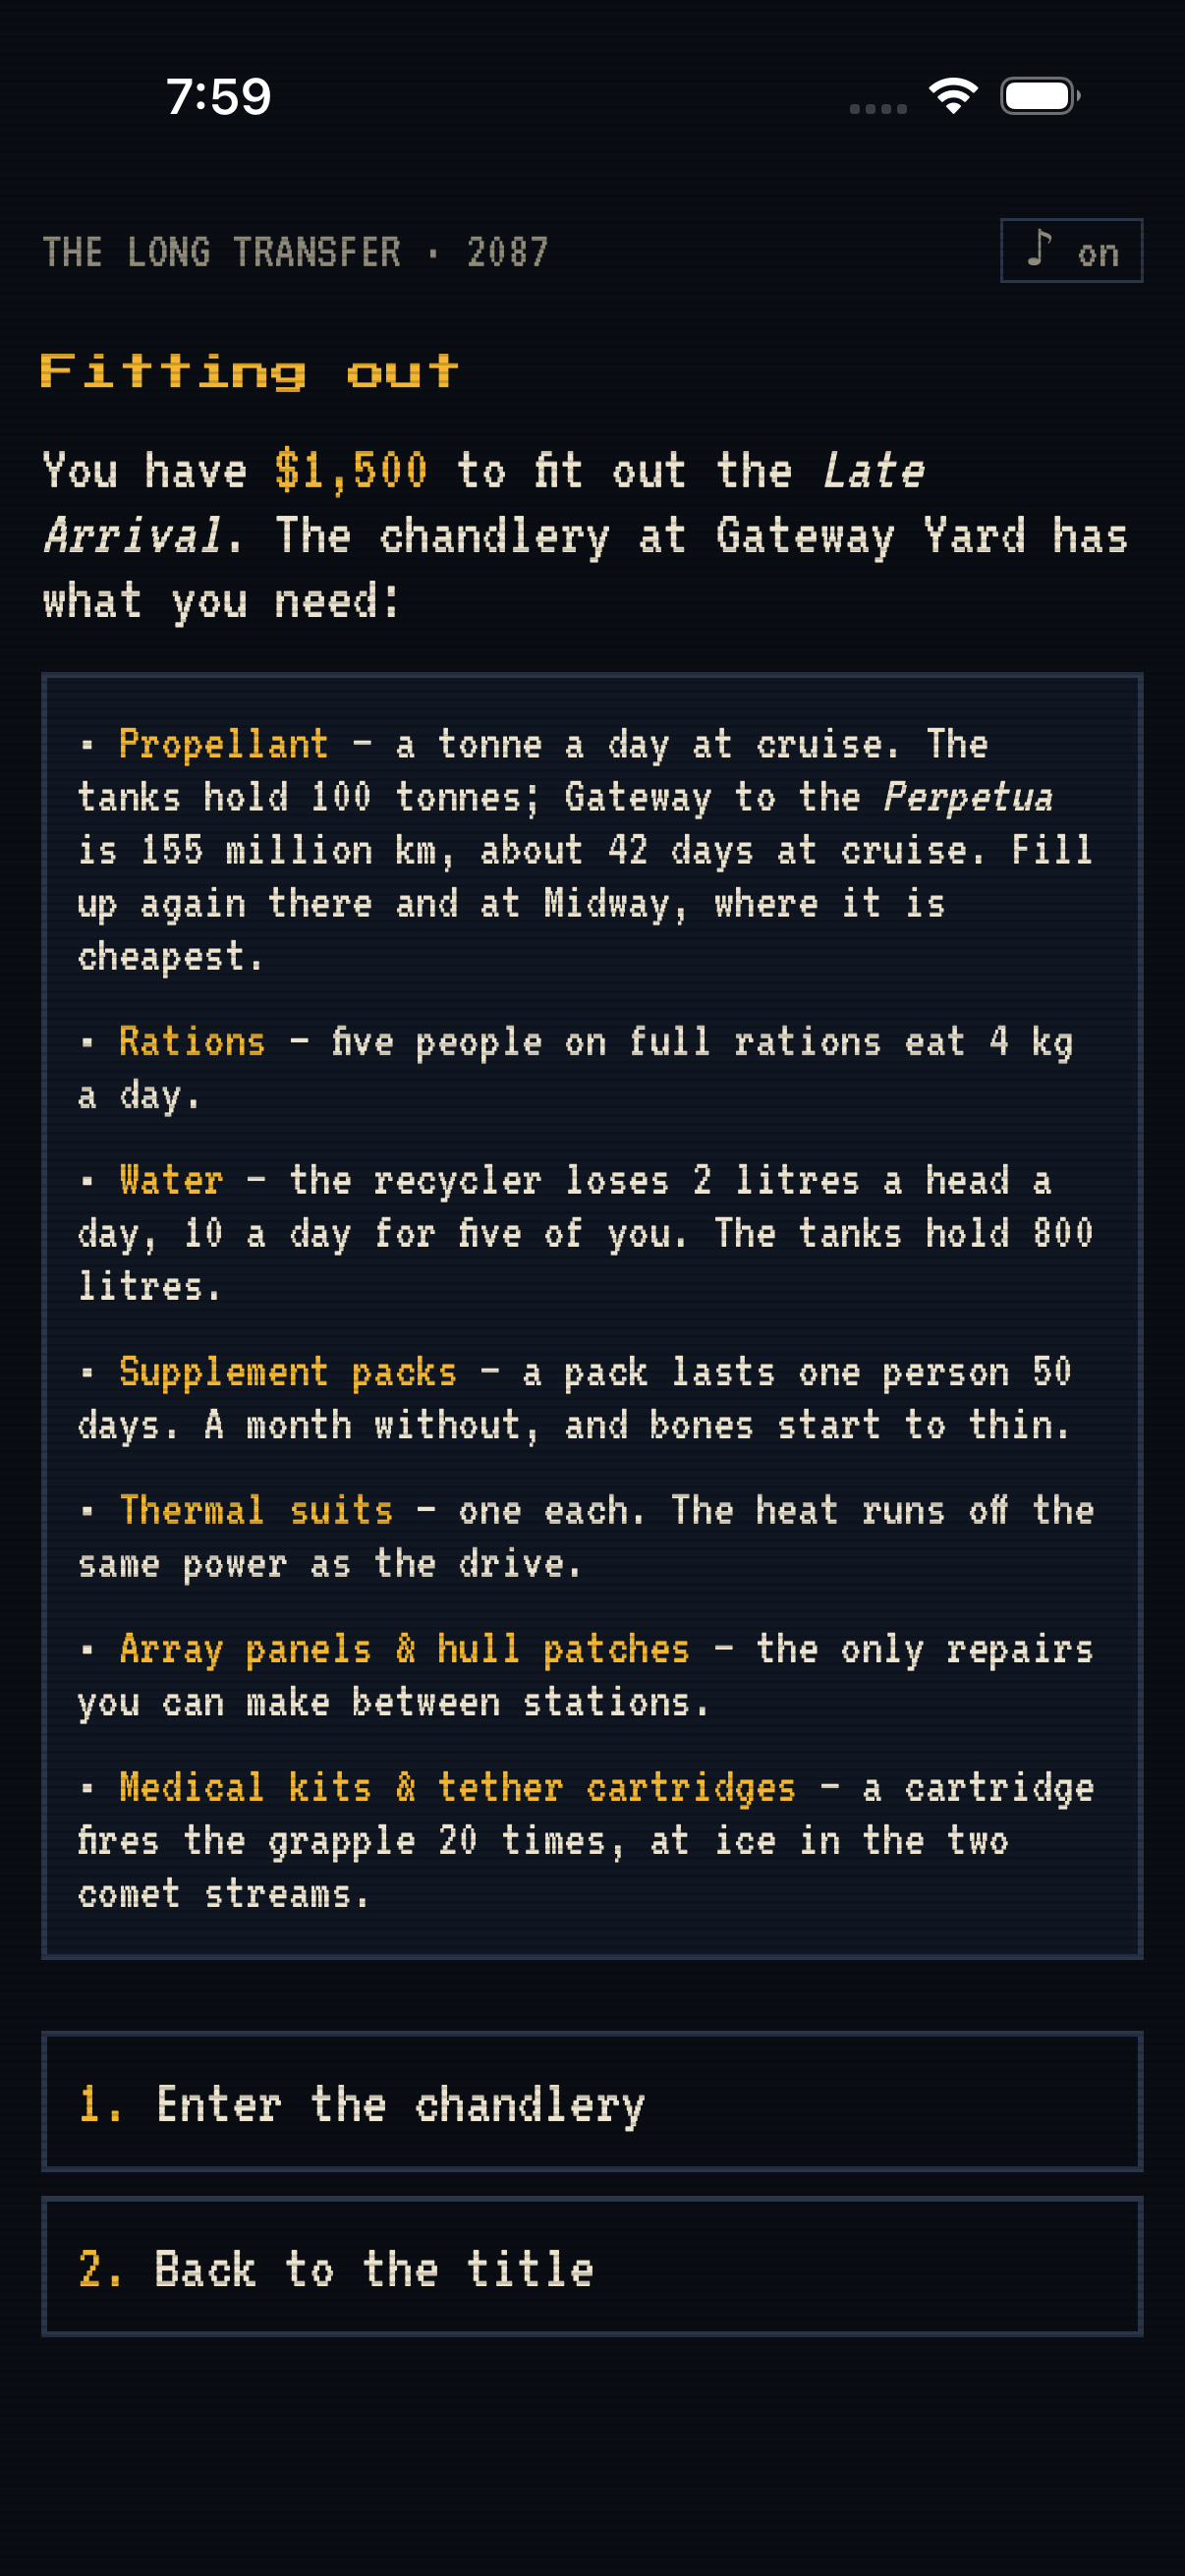 7:59
THE LONG TRANSFER · 2087
♪ on
Fitting out
You have $1,500 to fit out the Late
Arrival. The chandlery at Gateway Yard has
what you need:
▪ Propellant – a tonne a day at cruise. The
tanks hold 100 tonnes; Gateway to the Perpetua
is 155 million km, about 42 days at cruise. Fill
up again there and at Midway, where it is
cheapest.
▪ Rations – five people on full rations eat 4 kg
a day.
▪ Water – the recycler loses 2 litres a head a
day, 10 a day for five of you. The tanks hold 800
litres.
▪ Supplement packs – a pack lasts one person 50
days. A month without, and bones start to thin.
▪ Thermal suits – one each. The heat runs off the
same power as the drive.
▪ Array panels & hull patches – the only repairs
you can make between stations.
▪ Medical kits & tether cartridges – a cartridge
fires the grapple 20 times, at ice in the two
comet streams.
1. Enter the chandlery
2. Back to the title